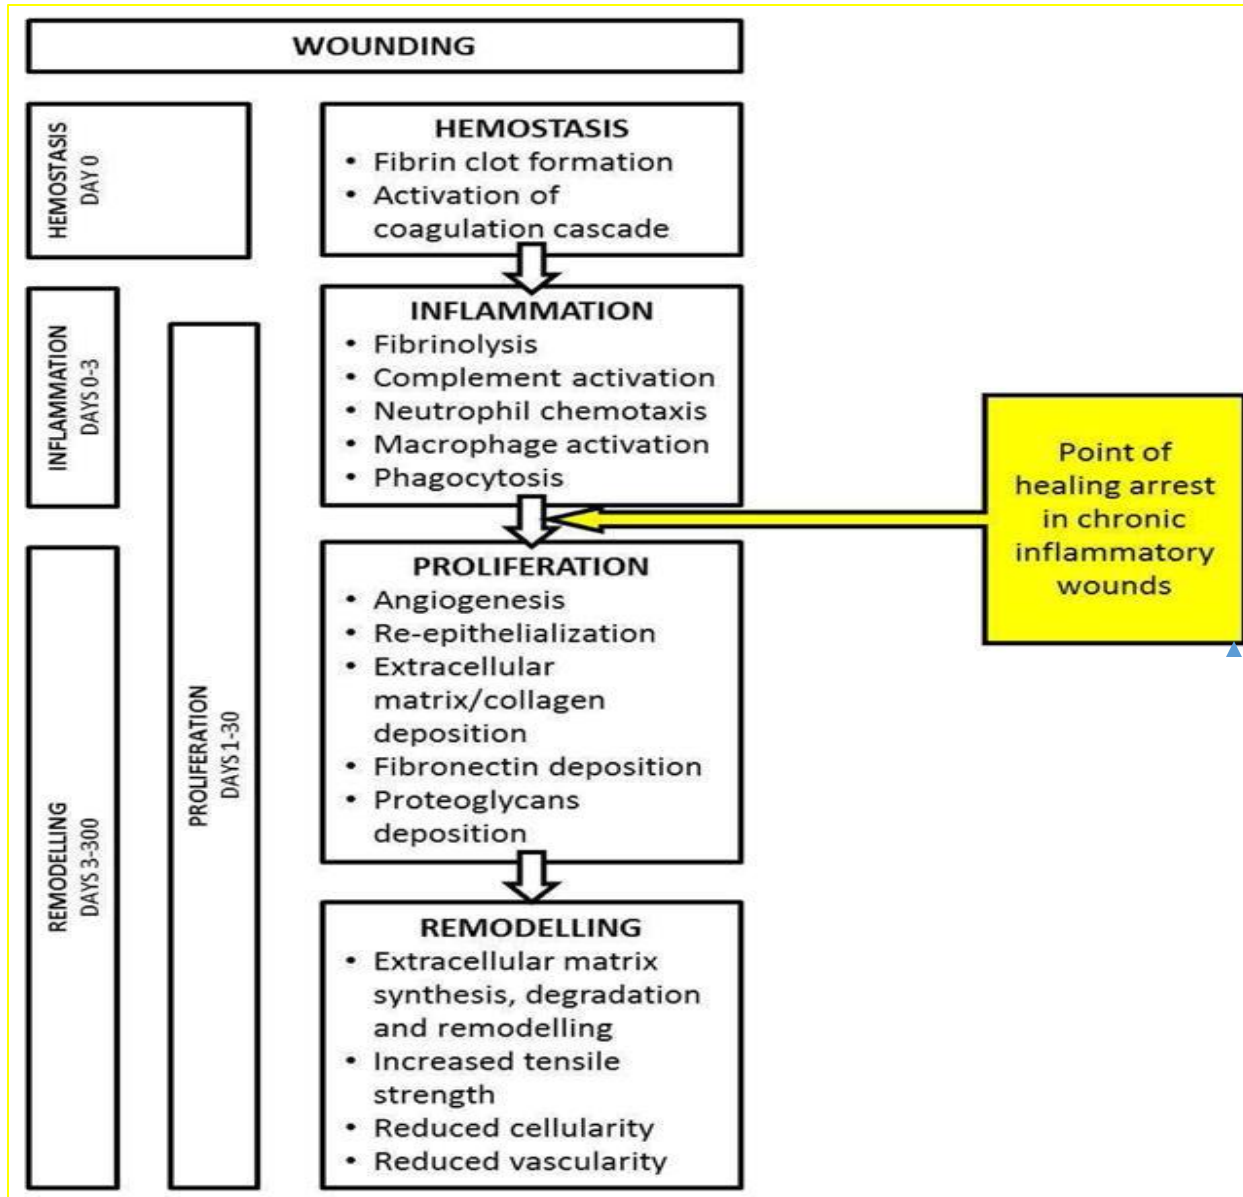 WOUNDING
HEMOSTASIS
DAY 0
HEMOSTASIS
• Fibrin clot formation
• Activation of
coagulation cascade
INFLAMMATION
DAYS 0-3
INFLAMMATION
• Fibrinolysis
• Complement activation
• Neutrophil chemotaxis
• Macrophage activation
• Phagocytosis
Point of
healing arrest
in chronic
inflammatory
wounds
REMODELLING
DAYS 3-300
PROLIFERATION
DAYS 1-30
PROLIFERATION
• Angiogenesis
• Re-epithelialization
• Extracellular
matrix/collagen
deposition
• Fibronectin deposition
• Proteoglycans
deposition
REMODELLING
• Extracellular matrix
synthesis, degradation
and remodelling
• Increased tensile
strength
• Reduced cellularity
• Reduced vascularity